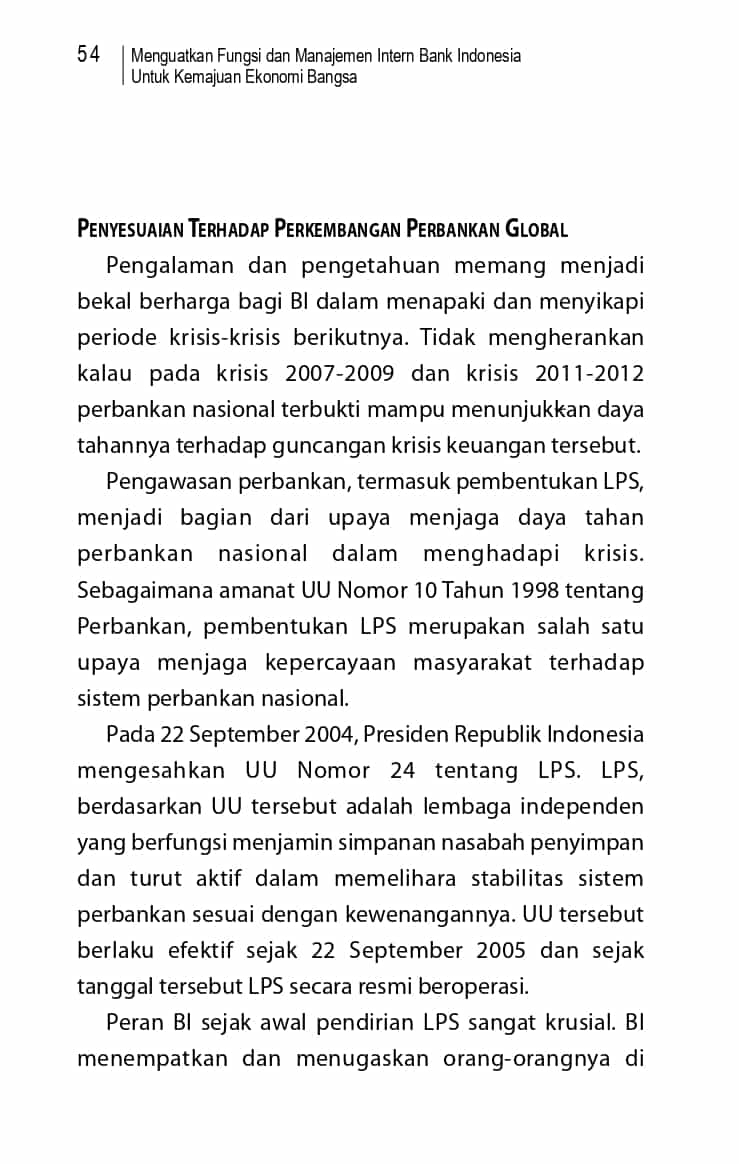 54
Menguatkan Fungsi dan Manajemen Intern Bank Indonesia
Untuk Kemajuan Ekonomi Bangsa
Penyesuaian Terhadap Perkembangan Perbankan Global
Pengalaman dan pengetahuan memang menjadi
bekal berharga bagi BI dalam menapaki dan menyikapi
periode krisis-krisis berikutnya. Tidak mengherankan
kalau pada krisis 2007-2009 dan krisis 2011-2012
perbankan nasional terbukti mampu menunjukkan daya
tahannya terhadap guncangan krisis keuangan tersebut.
Pengawasan perbankan, termasuk pembentukan LPS,
menjadi bagian dari upaya menjaga daya tahan
perbankan nasional dalam menghadapi krisis.
Sebagaimana amanat UU Nomor 10 Tahun 1998 tentang
Perbankan, pembentukan LPS merupakan salah satu
upaya menjaga kepercayaan masyarakat terhadap
sistem perbankan nasional.
Pada 22 September 2004, Presiden Republik Indonesia
mengesahkan UU Nomor 24 tentang LPS. LPS,
berdasarkan UU tersebut adalah lembaga independen
yang berfungsi menjamin simpanan nasabah penyimpan
dan turut aktif dalam memelihara stabilitas sistem
perbankan sesuai dengan kewenangannya. UU tersebut
berlaku efektif sejak 22 September 2005 dan sejak
tanggal tersebut LPS secara resmi beroperasi.
Peran BI sejak awal pendirian LPS sangat krusial. BI
menempatkan dan menugaskan orang-orangnya di